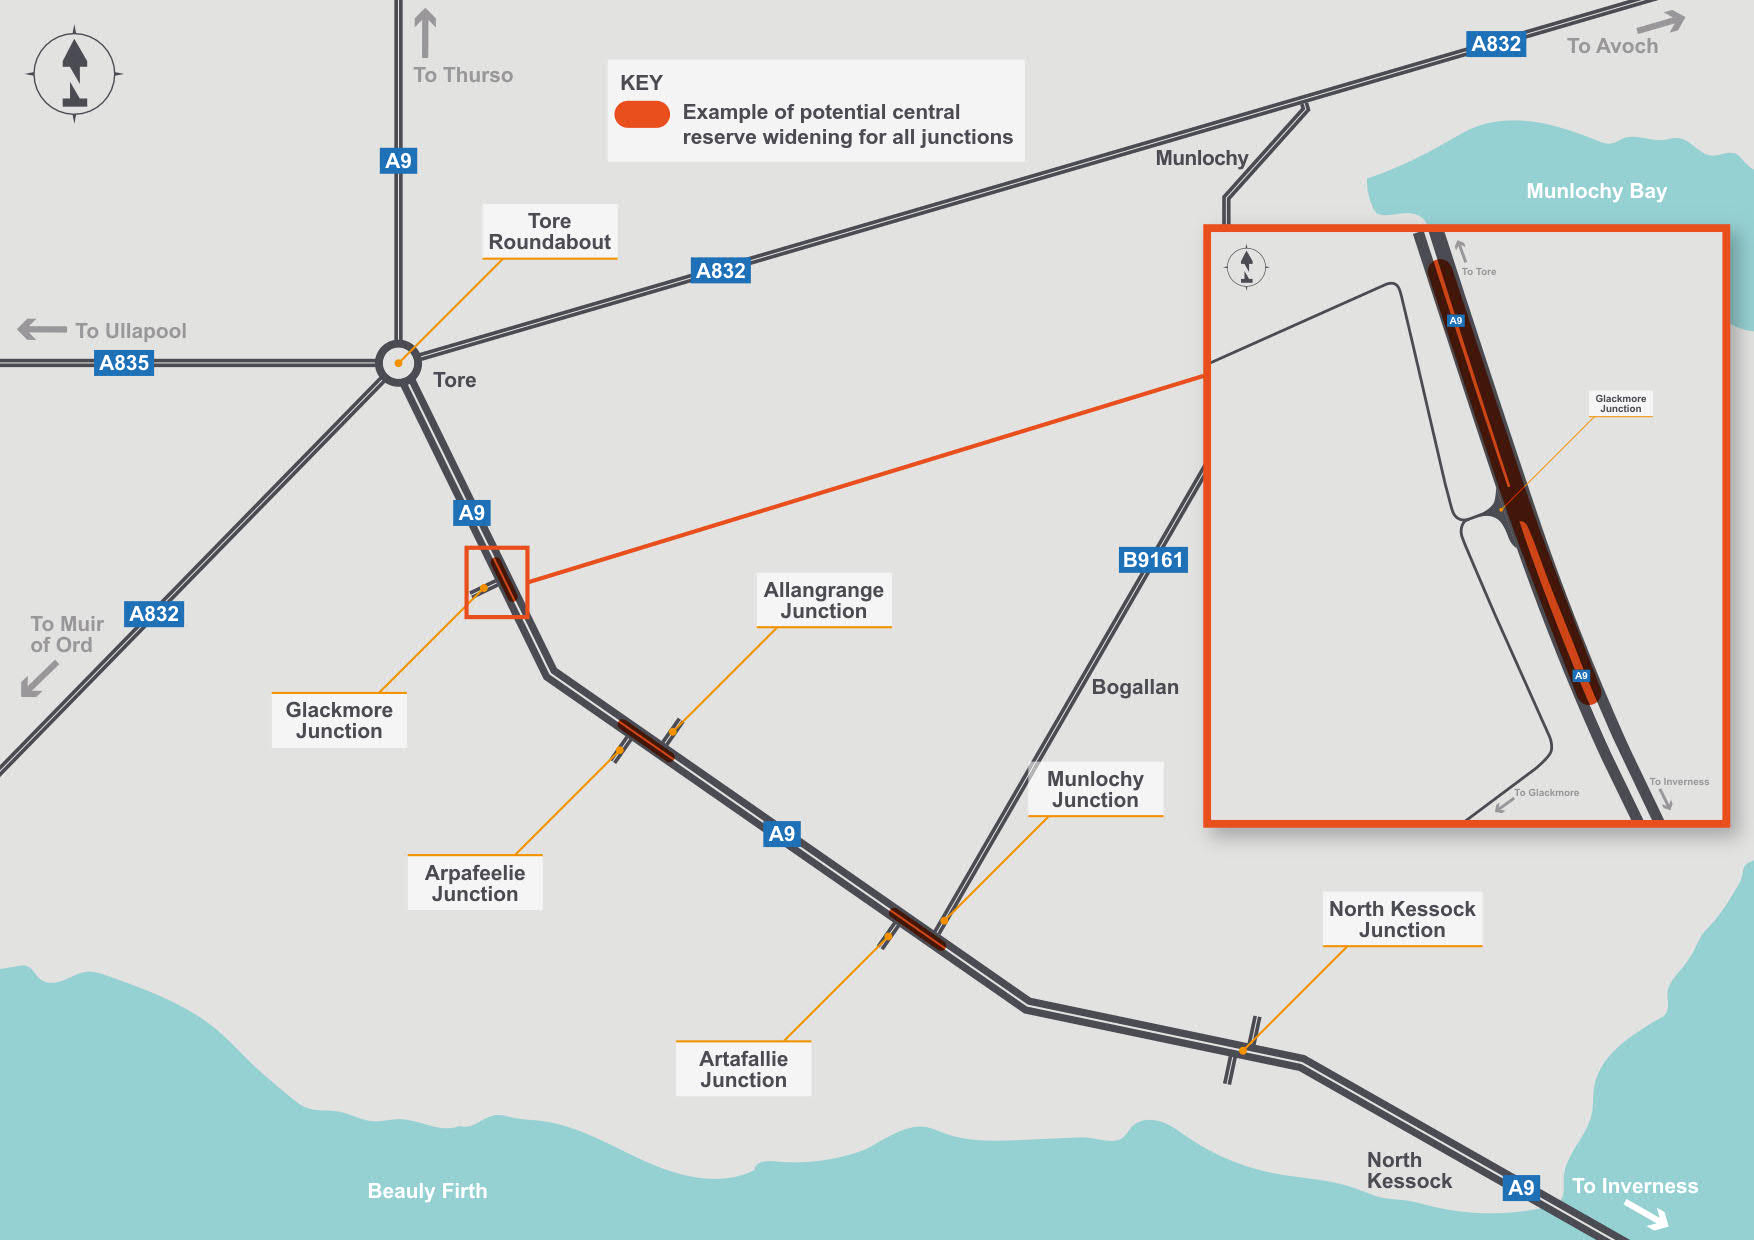 To Thurso
A9
KEY
Example of potential central
reserve widening for all junctions
A832
To Avoch
Munlochy
Munlochy Bay
Tore
Roundabout
A832
To Ullapool
A835
Tore
To Tore
A9
Glackmore
Junction
A9
B9161
A832
To Muir
of Ord
Allangrange
Junction
Glackmore
Junction
Bogallan
A9
Munlochy
Junction
To Inverness
To Glackmore
A9
Arpafeelie
Junction
North Kessock
Junction
Artafallie
Junction
North
Kessock
A9
To Inverness
Beauly Firth